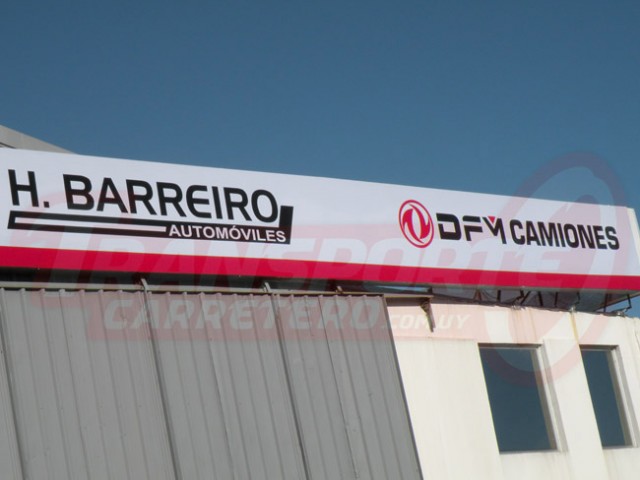 H. BARREIRO
AUTOMÓVILES
DFM CAMIONES
TRANSPORTE
CARRETERO.COM.UY